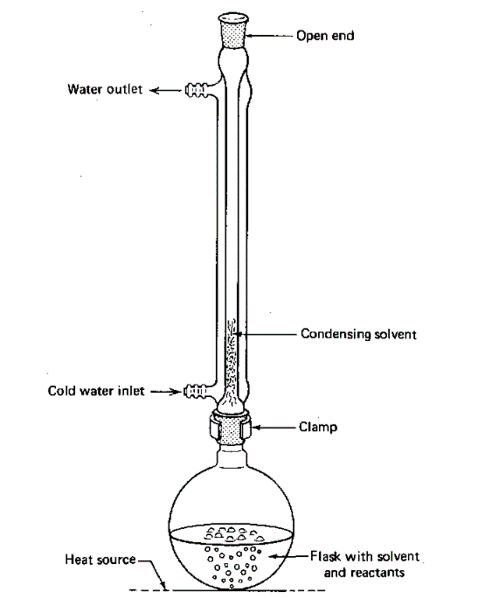 Open end
Water outlet
Condensing solvent
Cold water inlet
Clamp
Heat source
Flask with solvent
and reactants